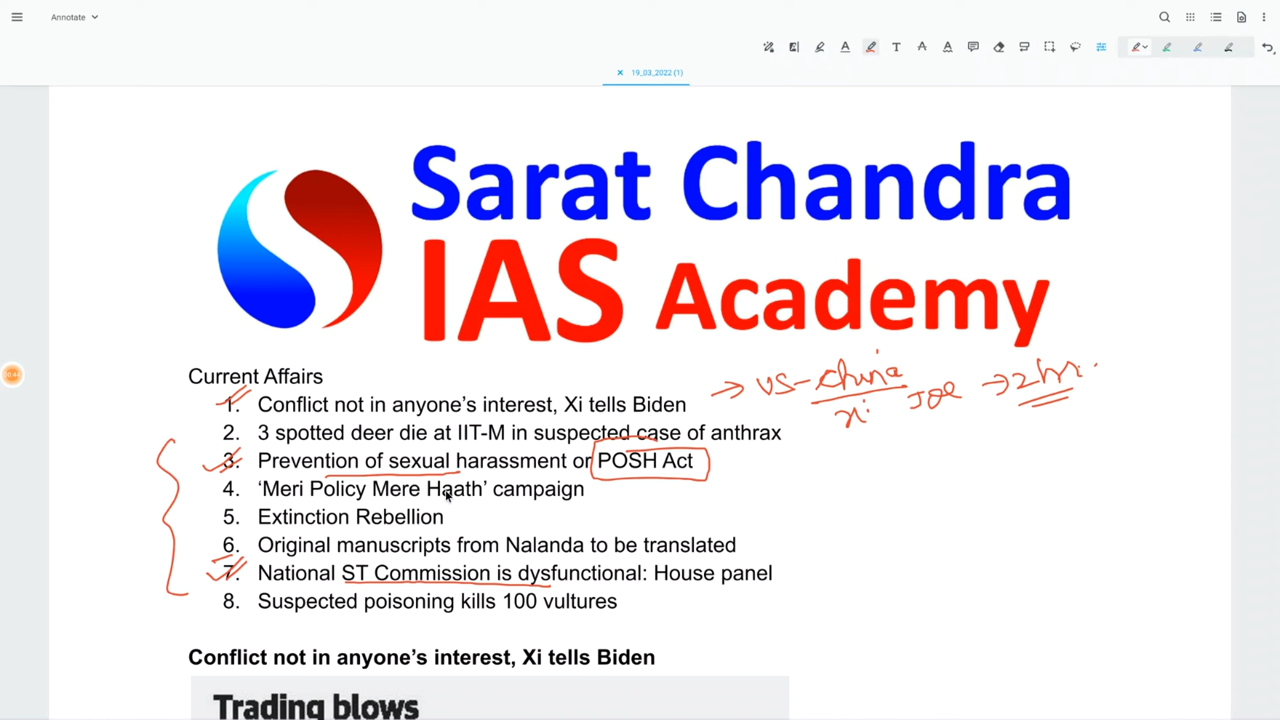 Annotate
19_03_2022 (1)
Sarat Chandra
IAS Academy
Current Affairs
→ US-China → 2 hr.
Xi Joe
1. Conflict not in anyone’s interest, Xi tells Biden
2. 3 spotted deer die at IIT-M in suspected case of anthrax
3. Prevention of sexual harassment or POSH Act
4. ‘Meri Policy Mere Haath’ campaign
5. Extinction Rebellion
6. Original manuscripts from Nalanda to be translated
7. National ST Commission is dysfunctional: House panel
8. Suspected poisoning kills 100 vultures
Conflict not in anyone’s interest, Xi tells Biden
Trading blows